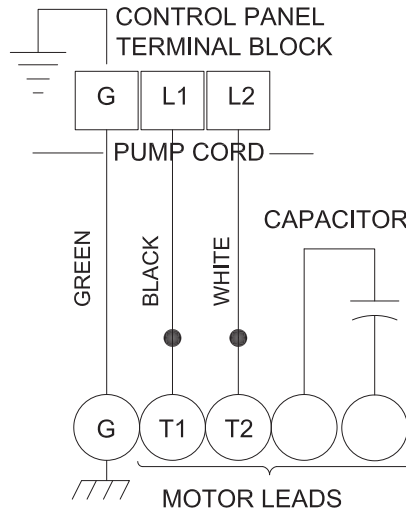 CONTROL PANEL
TERMINAL BLOCK
G L1 L2
PUMP CORD
CAPACITOR
GREEN
BLACK
WHITE
G T1 T2
MOTOR LEADS